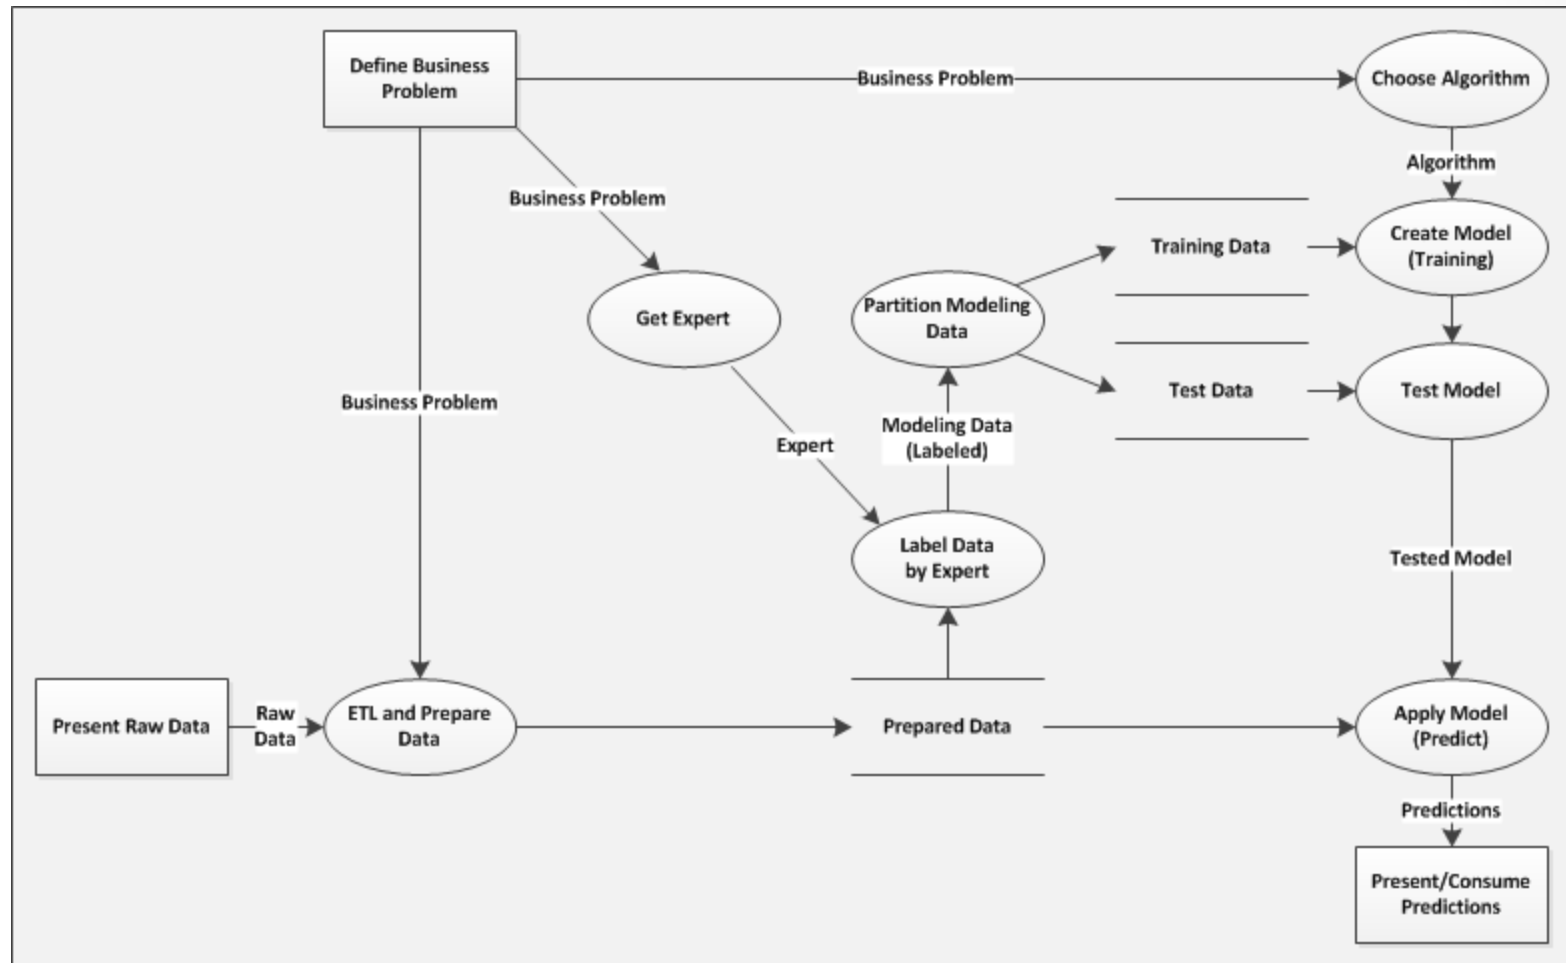 Define Business
Problem
Business Problem
Choose Algorithm
Algorithm
Business Problem
Training Data
Create Model
(Training)
Get Expert
Partition Modeling
Data
Test Data
Test Model
Business Problem
Expert
Modeling Data
(Labeled)
Label Data
by Expert
Tested Model
Present Raw Data
Raw
Data
ETL and Prepare
Data
Prepared Data
Apply Model
(Predict)
Predictions
Present/Consume
Predictions